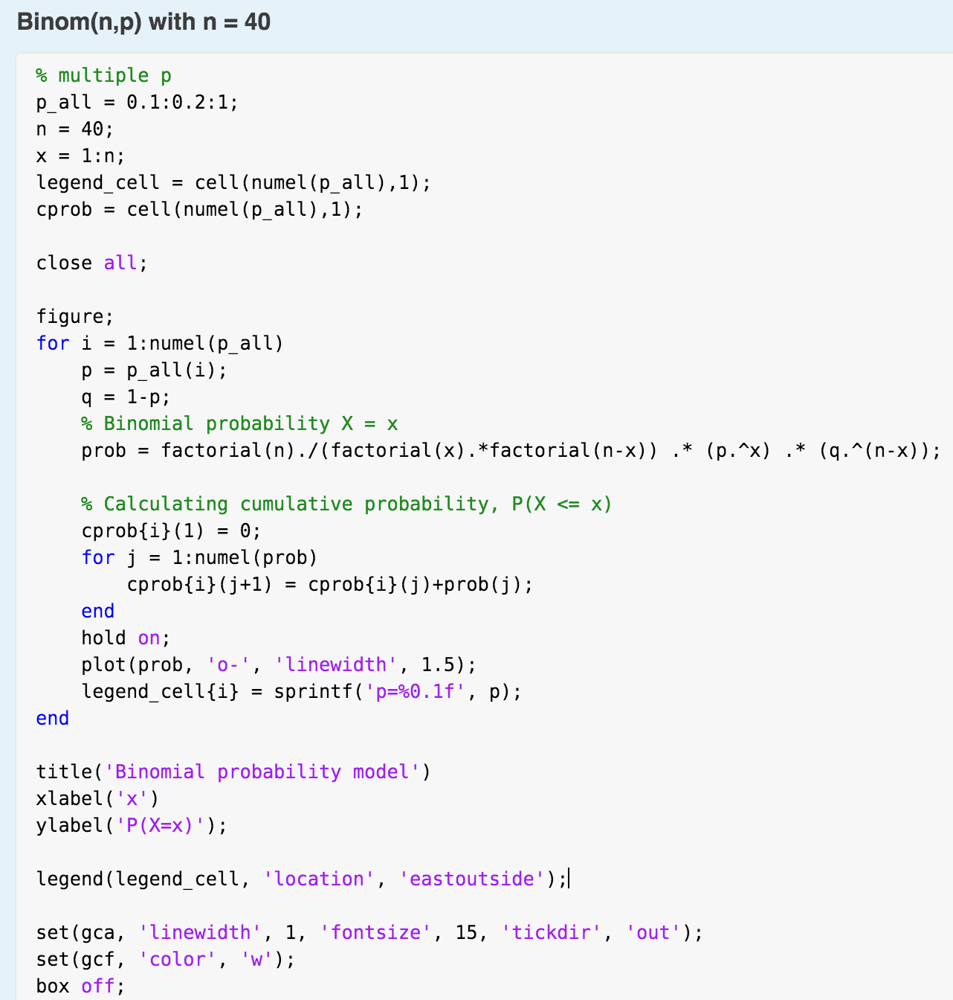 Binom(n,p) with n = 40
% multiple p
p_all = 0.1:0.2:1;
n = 40;
x = 1:n;
legend_cell = cell(numel(p_all),1);
cprob = cell(numel(p_all),1);
close all;
figure;
for i = 1:numel(p_all)
p = p_all(i);
q = 1-p;
% Binomial probability X = x
prob = factorial(n)./(factorial(x).*factorial(n-x)) .* (p.^x) .* (q.^(n-x));
% Calculating cumulative probability, P(X <= x)
cprob{i}(1) = 0;
for j = 1:numel(prob)
cprob{i}(j+1) = cprob{i}(j)+prob(j);
end
hold on;
plot(prob, 'o-', 'linewidth', 1.5);
legend_cell{i} = sprintf('p=%0.1f', p);
end
title('Binomial probability model')
xlabel('x')
ylabel('P(X=x)');
legend(legend_cell, 'location', 'eastoutside');
set(gca, 'linewidth', 1, 'fontsize', 15, 'tickdir', 'out');
set(gcf, 'color', 'w');
box off;